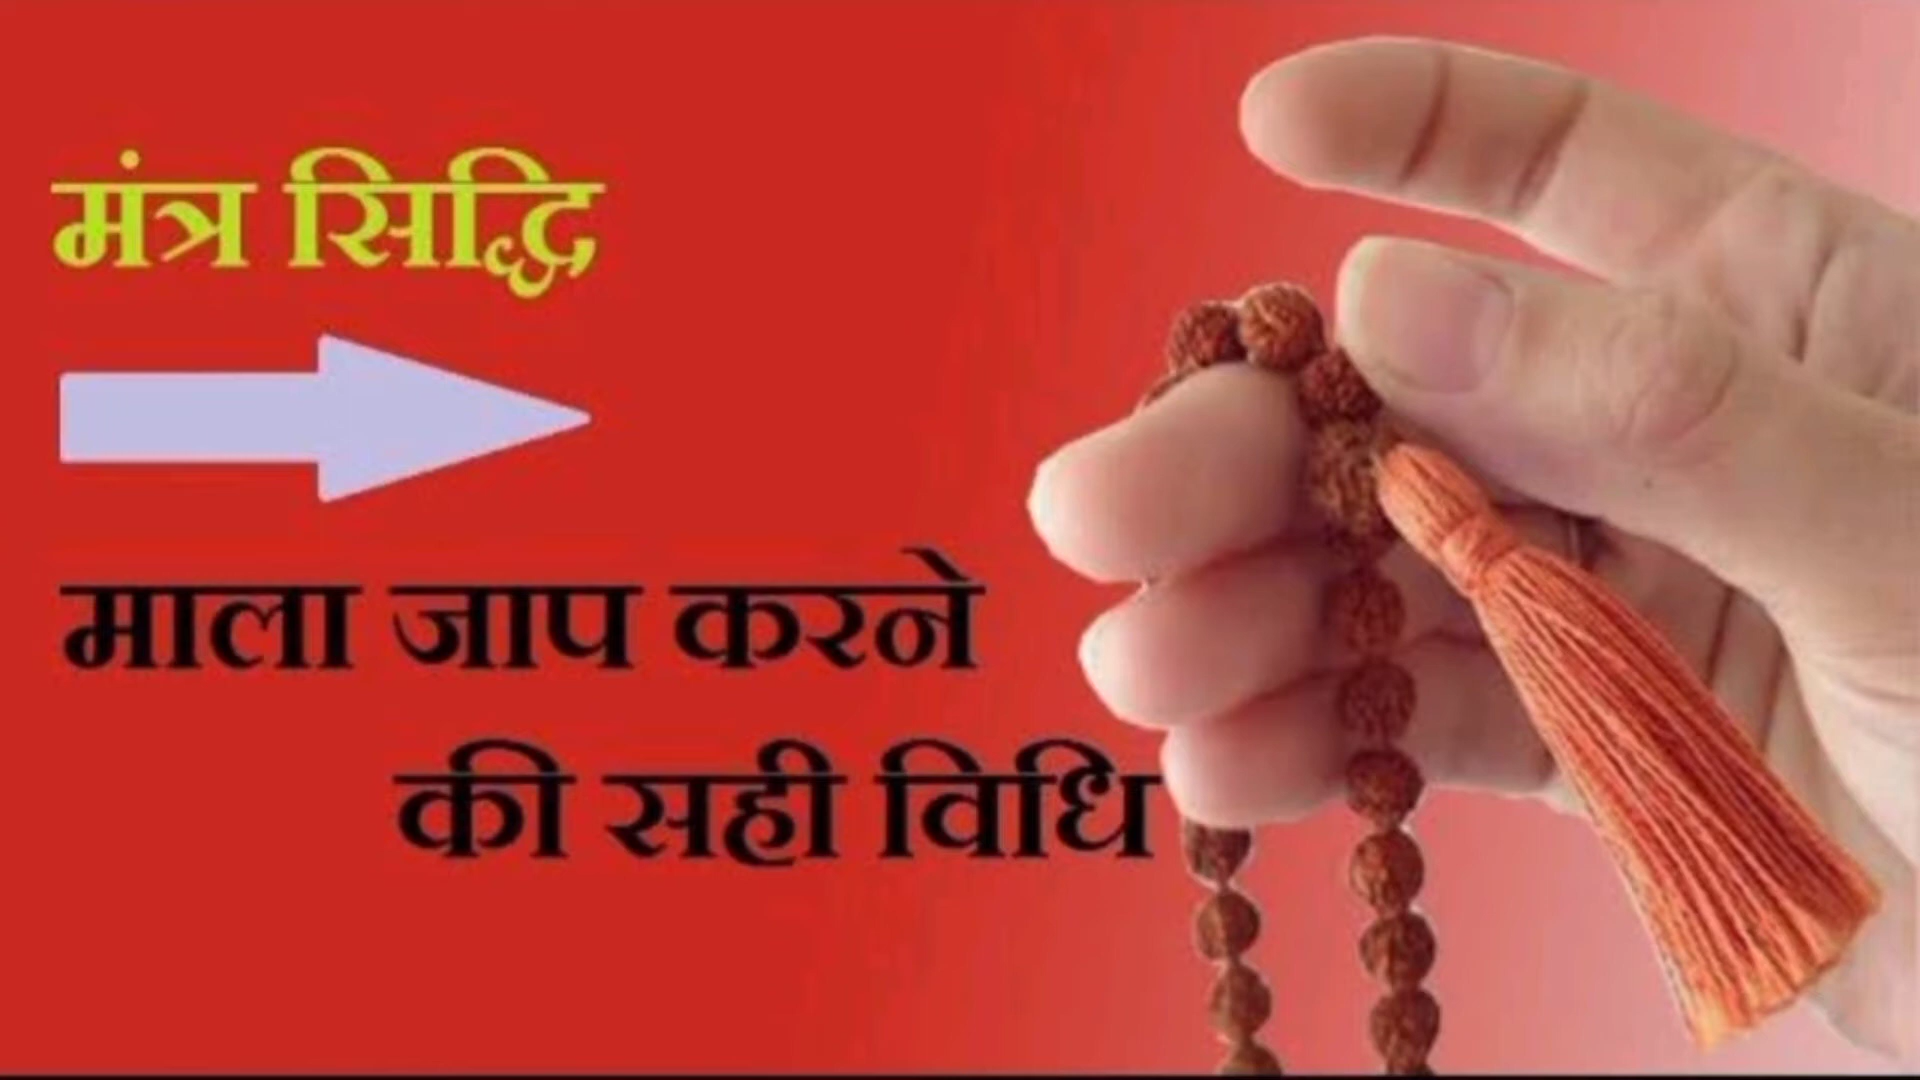 मंत्र सिद्धि
माला जाप करने
की सही विधि